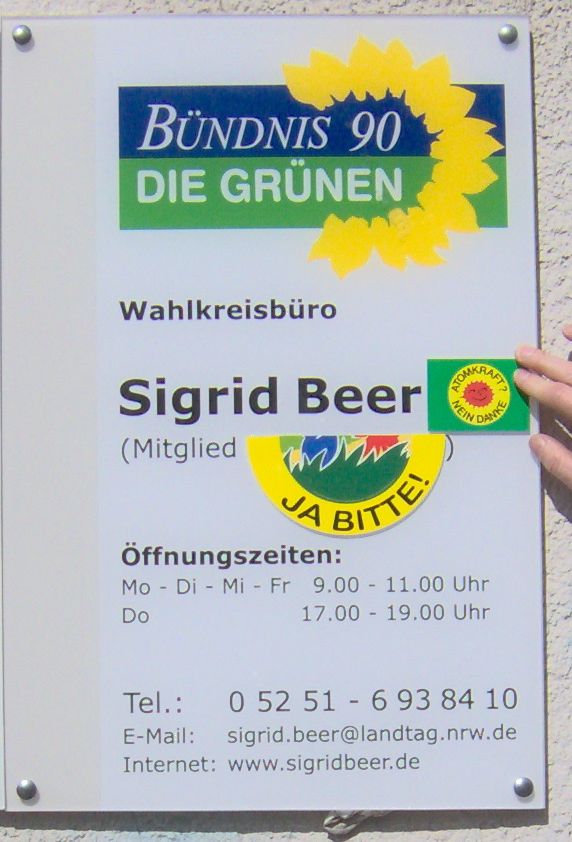 BÜNDNIS 90
DIE GRÜNEN
Wahlkreisbüro
Sigrid Beer
ATOMKRAFT?
NEIN DANKE
(Mitglied )
JA BITTE!
Öffnungszeiten:
Mo - Di - Mi - Fr 9.00 - 11.00 Uhr
Do 17.00 - 19.00 Uhr
Tel.: 0 52 51 - 6 93 84 10
E-Mail: sigrid.beer@landtag.nrw.de
Internet: www.sigridbeer.de